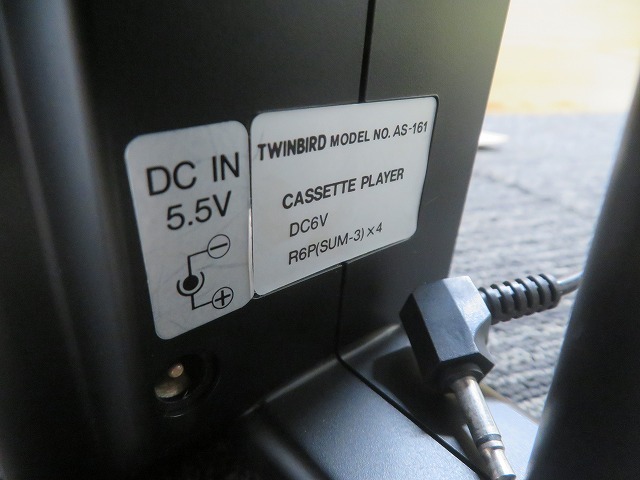 DC IN
5.5V
TWINBIRD MODEL NO. AS-161
CASSETTE PLAYER
DC6V
R6P(SUM-3)×4